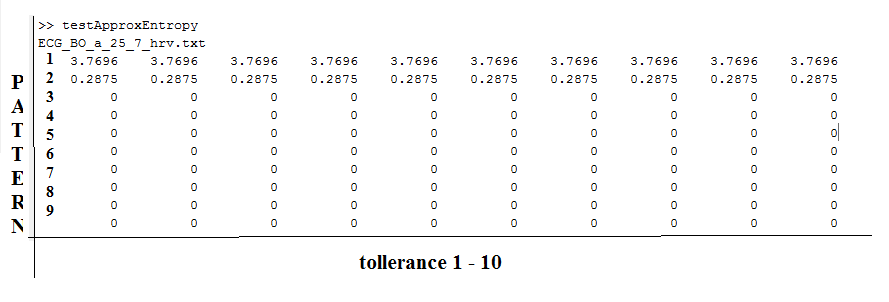 >> testApproxEntropy
ECG_BO_a_25_7_hrv.txt
PATTERN
1 3.7696 3.7696 3.7696 3.7696 3.7696 3.7696 3.7696 3.7696 3.7696 3.7696
2 0.2875 0.2875 0.2875 0.2875 0.2875 0.2875 0.2875 0.2875 0.2875 0.2875
3 0 0 0 0 0 0 0 0 0 0
4 0 0 0 0 0 0 0 0 0 0
5 0 0 0 0 0 0 0 0 0 0
6 0 0 0 0 0 0 0 0 0 0
7 0 0 0 0 0 0 0 0 0 0
8 0 0 0 0 0 0 0 0 0 0
9 0 0 0 0 0 0 0 0 0 0
0 0 0 0 0 0 0 0 0 0
tollerance 1 - 10